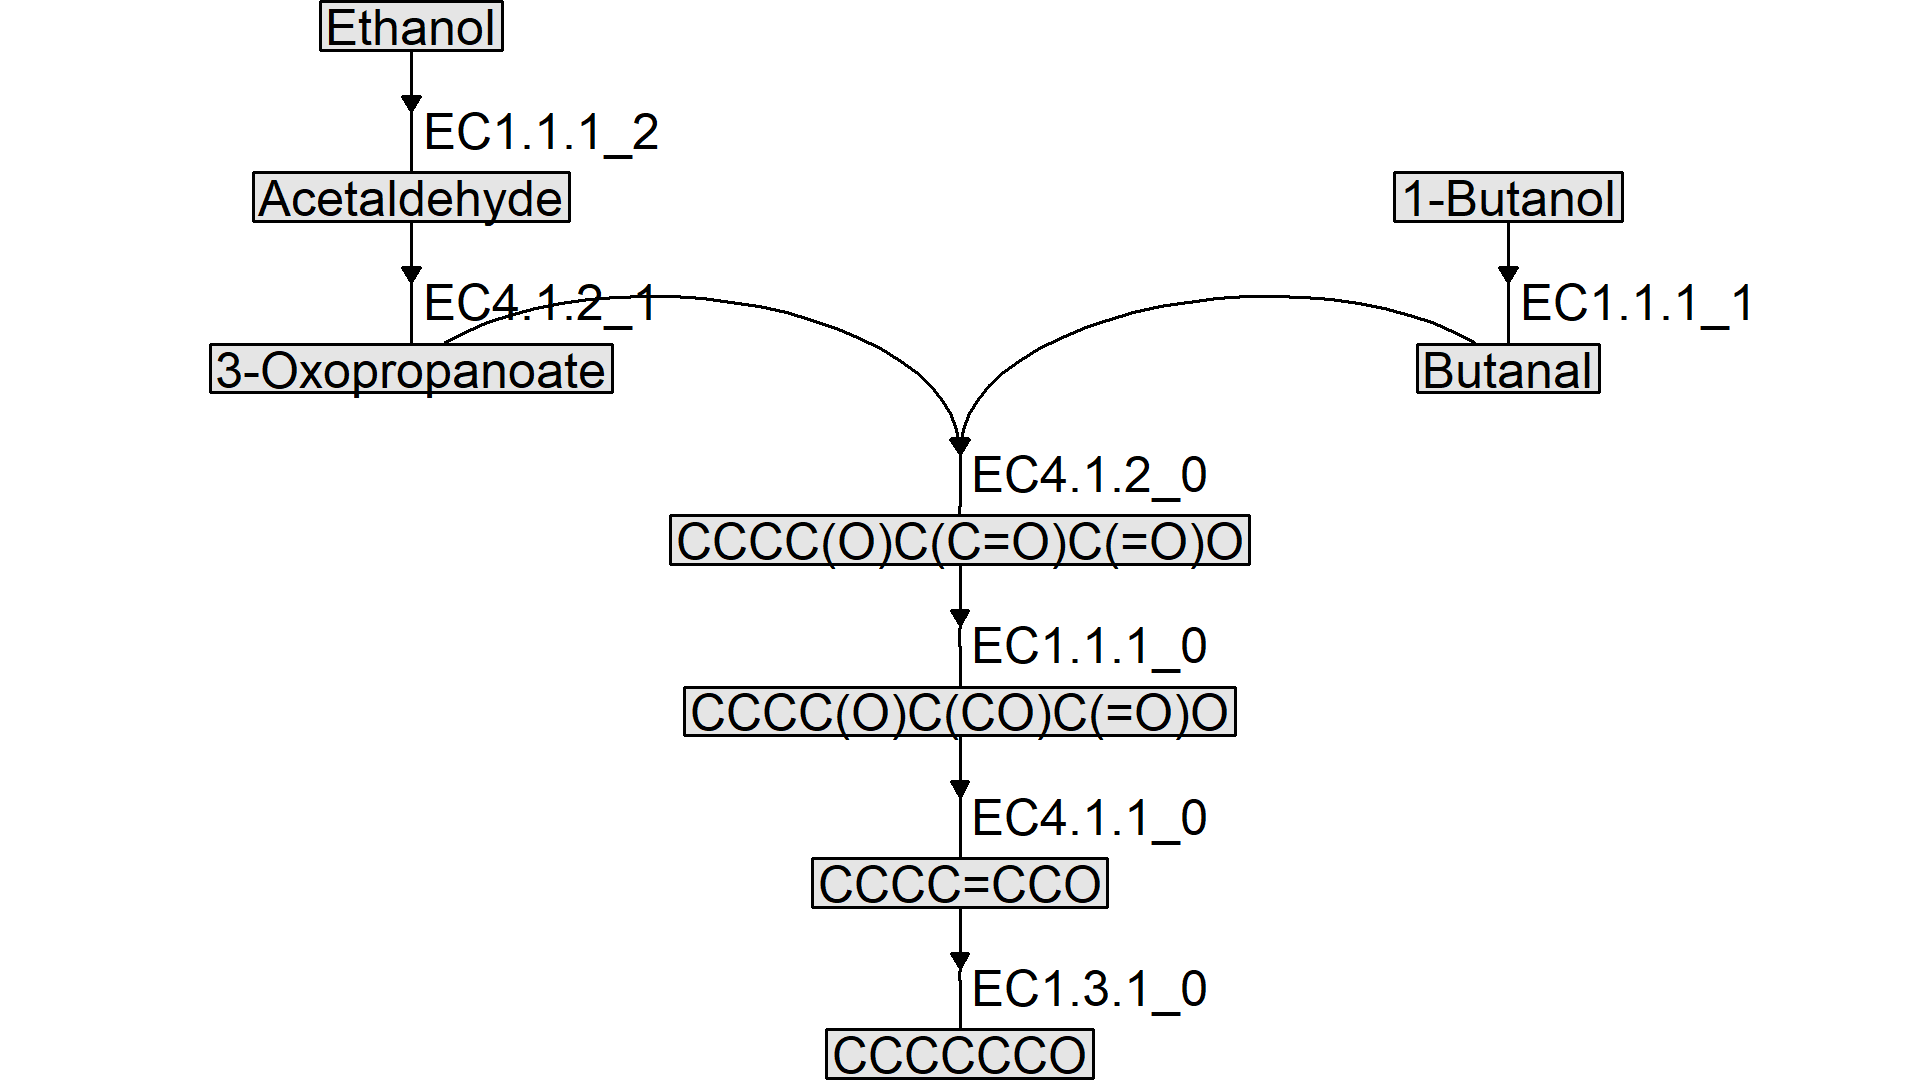 Ethanol
EC1.1.1_2
Acetaldehyde
1-Butanol
EC4.1.2_1
EC1.1.1_1
3-Oxopropanoate
Butanal
EC4.1.2_0
CCCC(O)C(C=O)C(=O)O
EC1.1.1_0
CCCC(O)C(CO)C(=O)O
EC4.1.1_0
CCCC=CCO
EC1.3.1_0
CCCCCCO